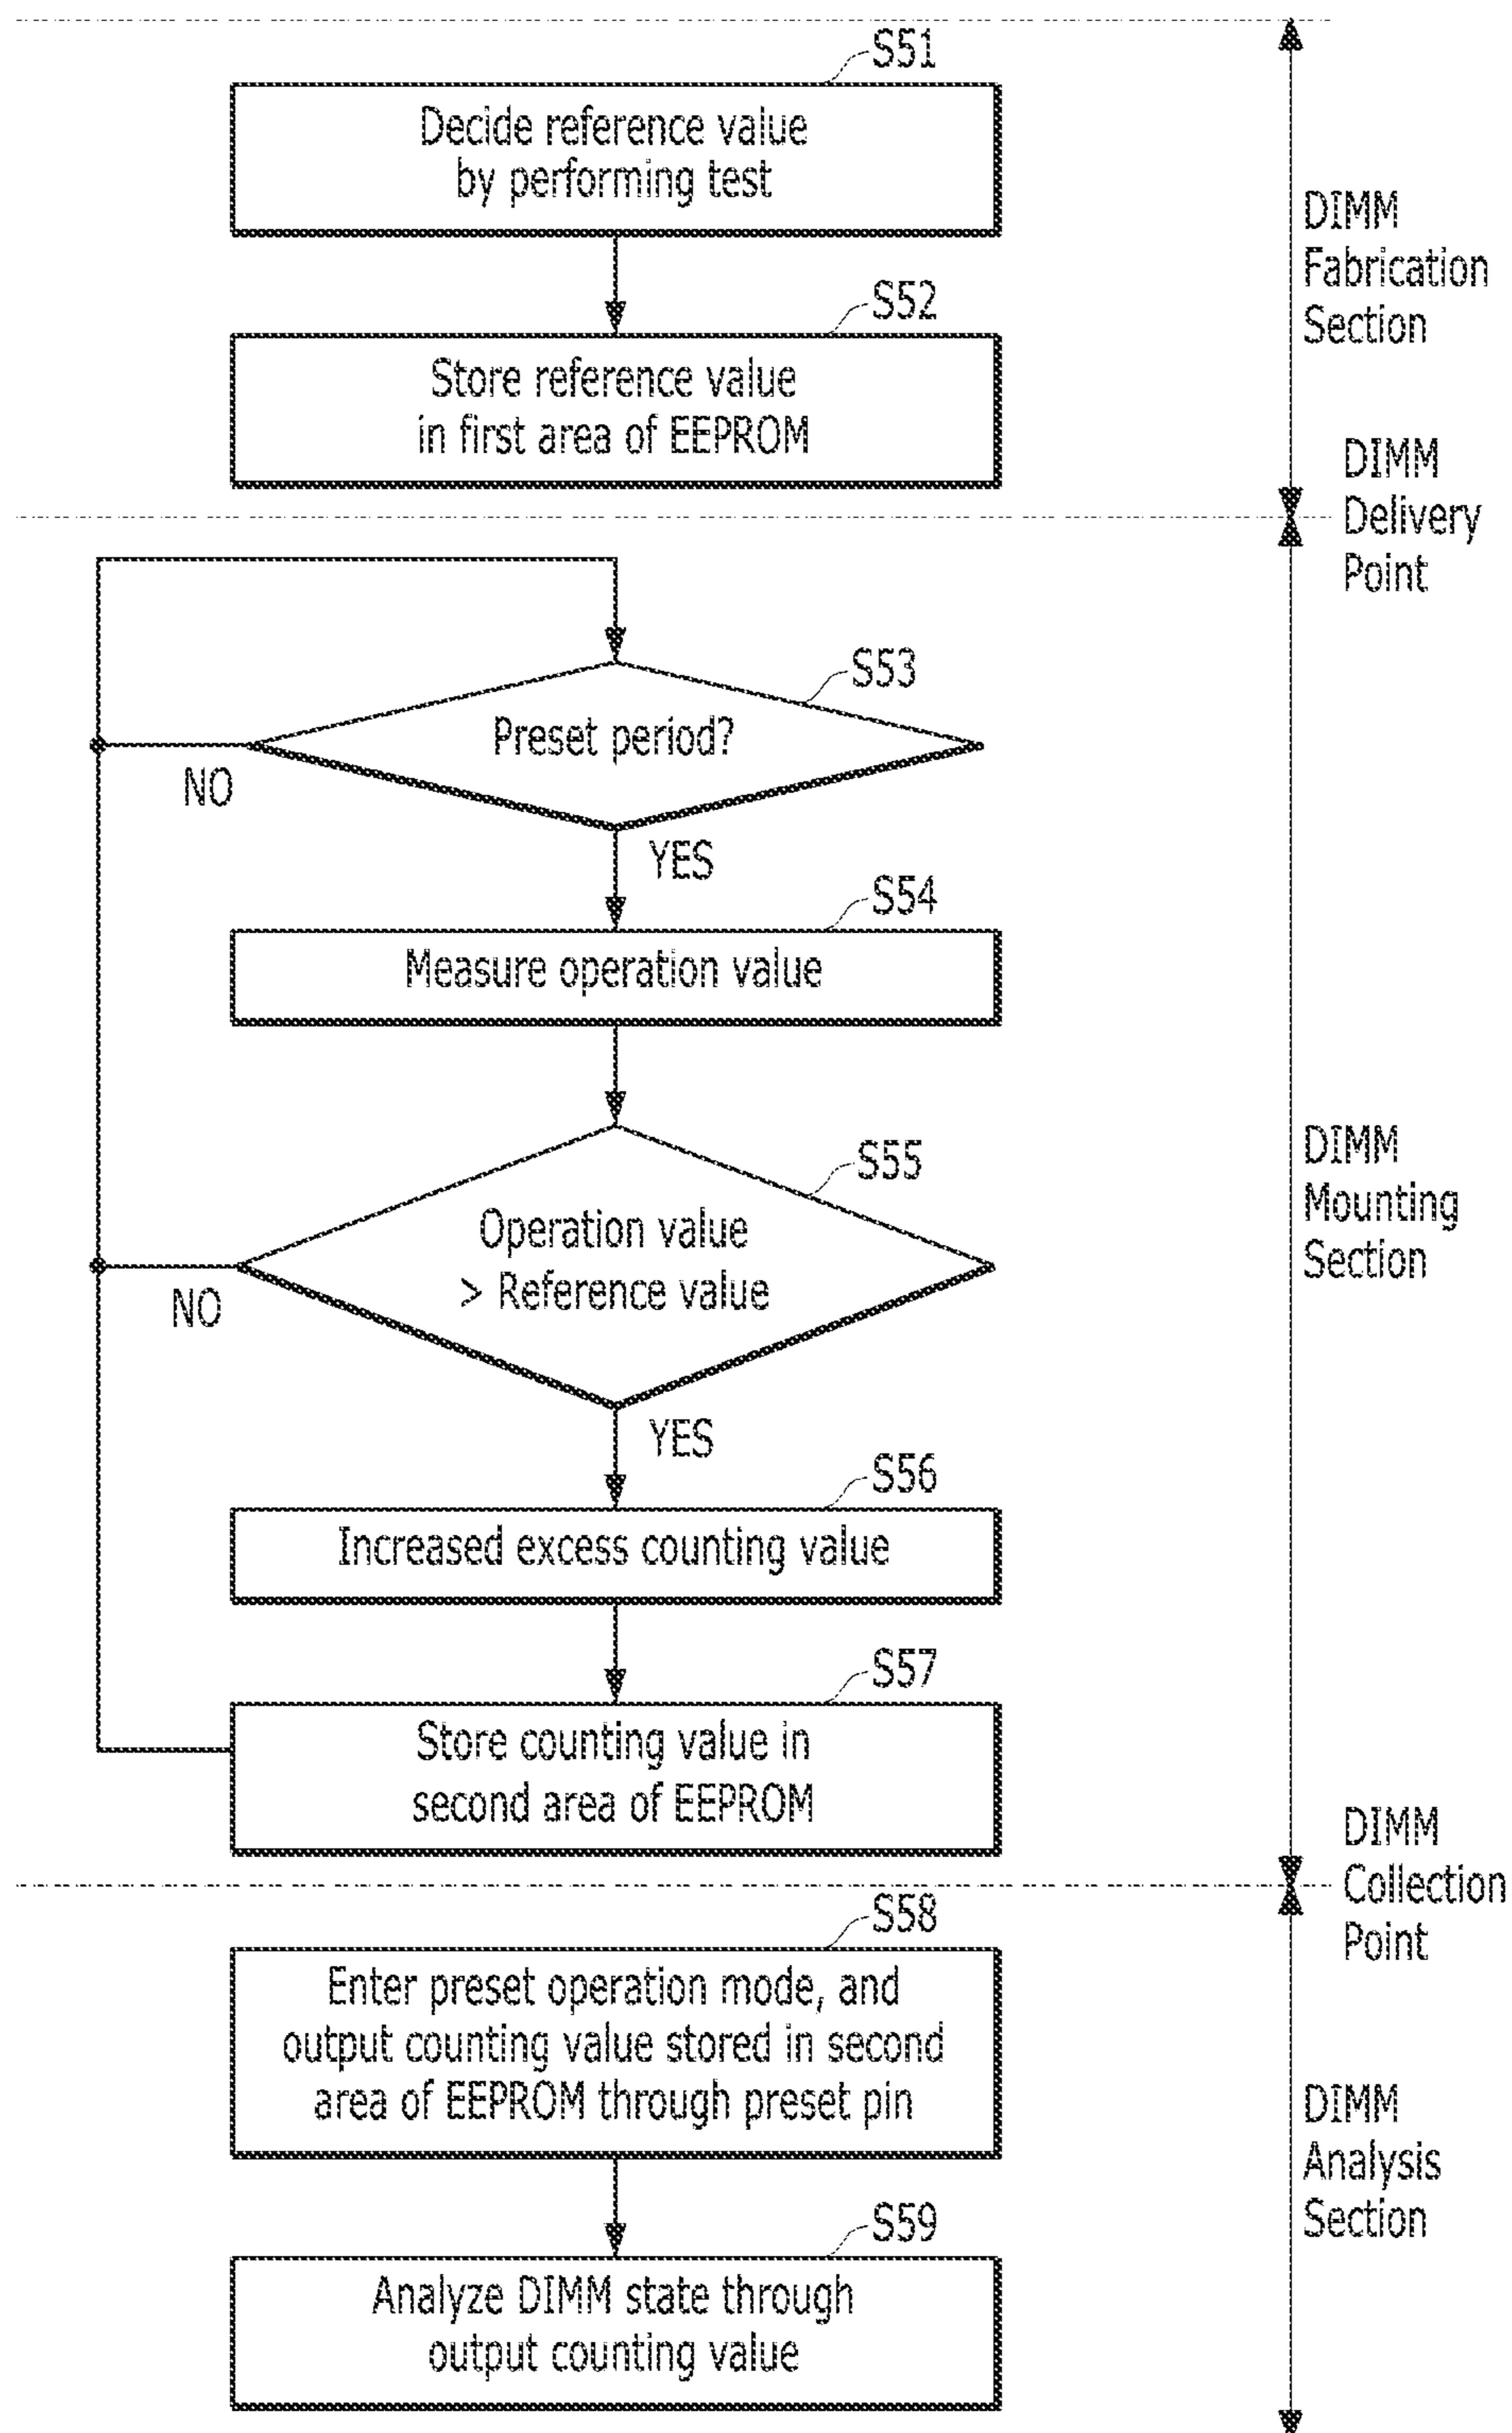 S51
Decide reference value
by performing test
DIMM
Fabrication
Section
S52
Store reference value
in first area of EEPROM
DIMM
Delivery
Point
S53
Preset period?
NO
YES
S54
Measure operation value
S55
Operation value
> Reference value
NO
YES
DIMM
Mounting
Section
S56
Increased excess counting value
S57
Store counting value in
second area of EEPROM
DIMM
Collection
Point
S58
Enter preset operation mode, and
output counting value stored in second
area of EEPROM through preset pin
DIMM
Analysis
Section
S59
Analyze DIMM state through
output counting value